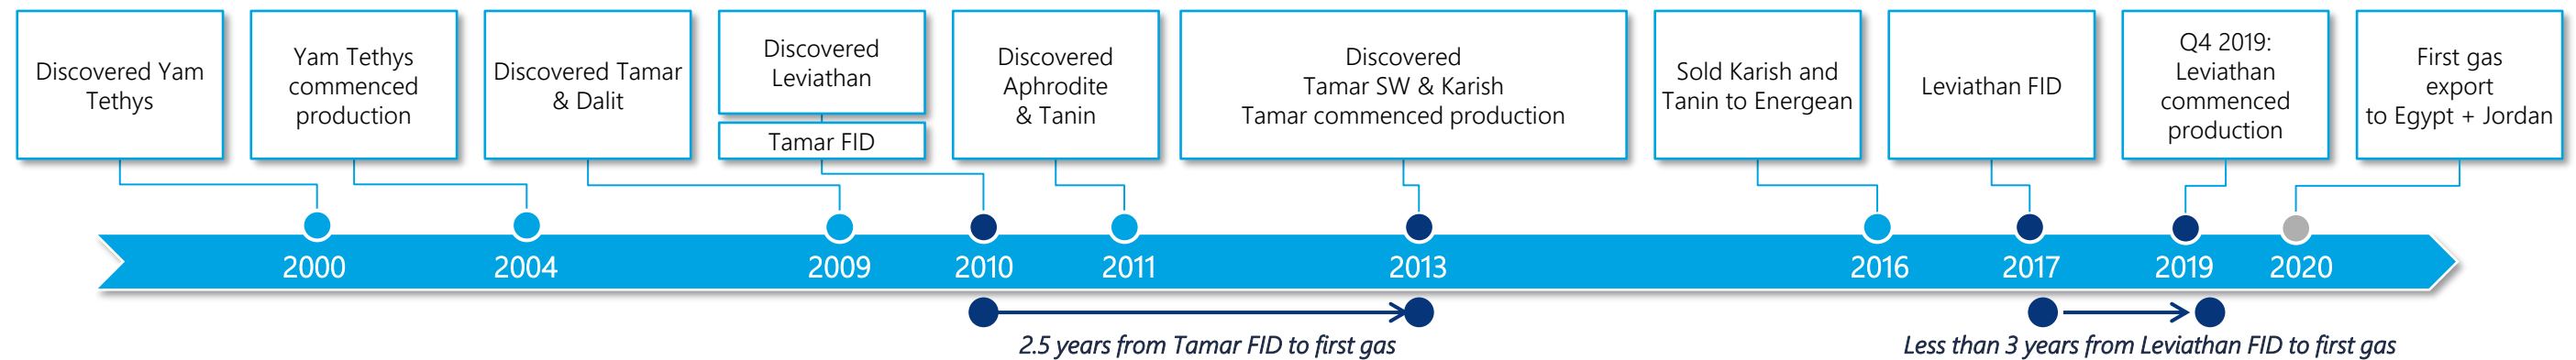 Discovered Yam
Tethys
Yam Tethys
commenced
production
Discovered Tamar
& Dalit
Discovered
Leviathan
Tamar FID
Discovered
Aphrodite
& Tanin
Discovered
Tamar SW & Karish
Tamar commenced production
Sold Karish and
Tanin to Energean
Leviathan FID
Q4 2019:
Leviathan
commenced
production
First gas
export
to Egypt + Jordan
2000
2004
2009
2010
2011
2013
2016
2017
2019
2020
2.5 years from Tamar FID to first gas
Less than 3 years from Leviathan FID to first gas